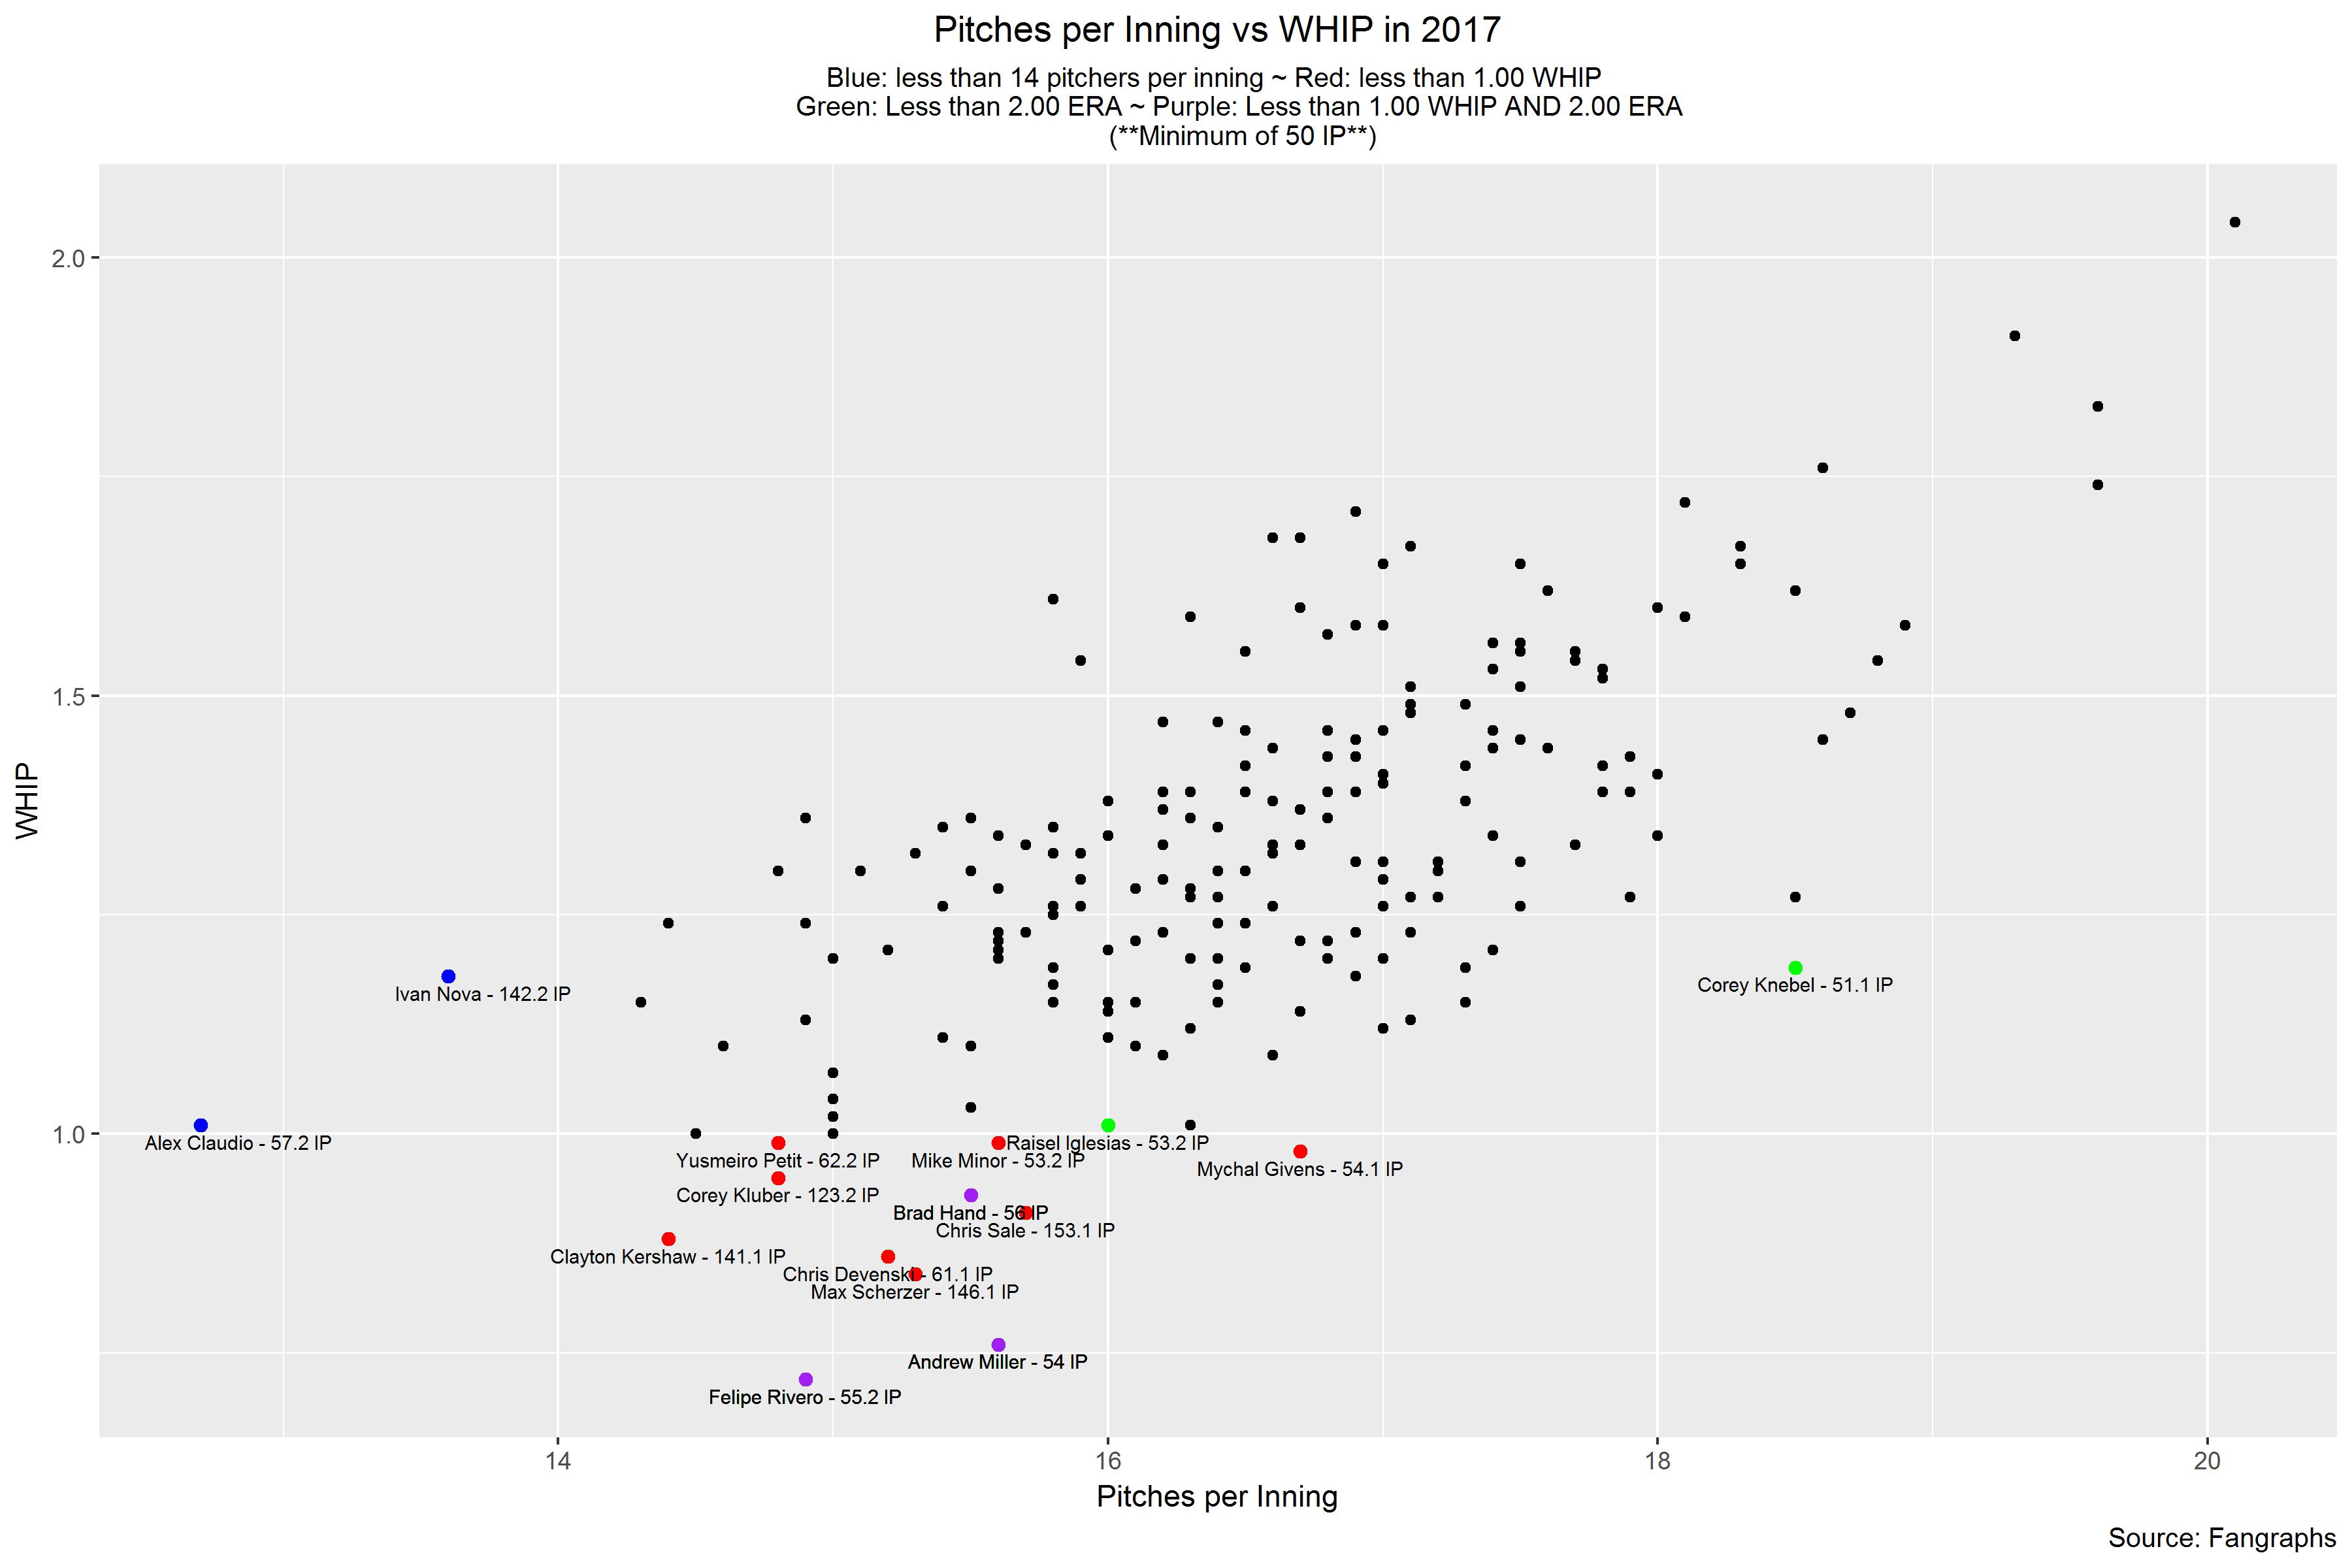 Pitches per Inning vs WHIP in 2017
Blue: less than 14 pitchers per inning ~ Red: less than 1.00 WHIP
Green: Less than 2.00 ERA ~ Purple: Less than 1.00 WHIP AND 2.00 ERA
(**Minimum of 50 IP**)
2.0
1.5
1.0
WHIP
Ivan Nova - 142.2 IP
Corey Knebel - 51.1 IP
Alex Claudio - 57.2 IP
Raisel Iglesias - 53.2 IP
Yusmeiro Petit - 62.2 IP
Mike Minor - 53.2 IP
Mychal Givens - 54.1 IP
Corey Kluber - 123.2 IP
Brad Hand - 56 IP
Chris Sale - 153.1 IP
Clayton Kershaw - 141.1 IP
Chris Devenski - 61.1 IP
Max Scherzer - 146.1 IP
Andrew Miller - 54 IP
Felipe Rivero - 55.2 IP
14 16 18 20
Pitches per Inning
Source: Fangraphs